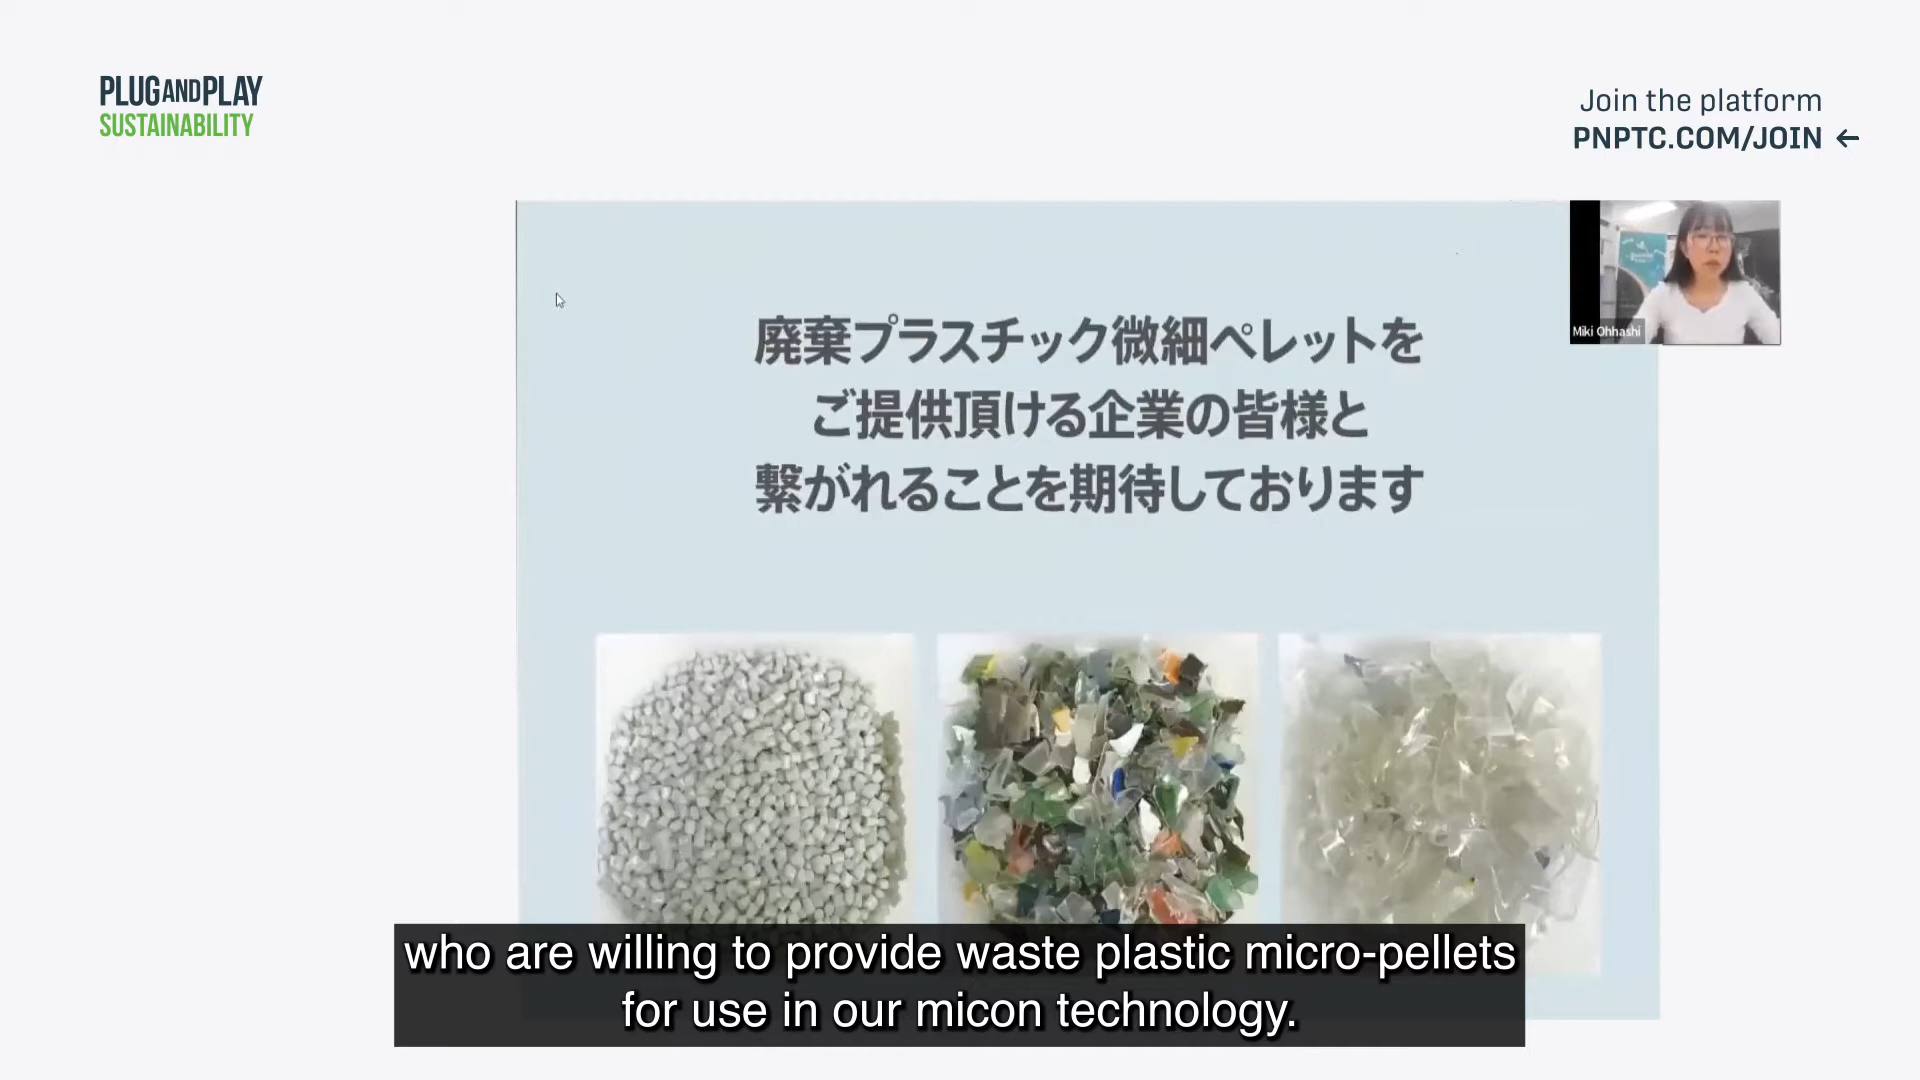 PLUGANDPLAY
SUSTAINABILITY
Join the platform
PNPTC.COM/JOIN ←
Miki Ohhashi
廃棄プラスチック微細ペレットを
ご提供頂ける企業の皆様と
繋がれることを期待しております
who are willing to provide waste plastic micro-pellets
for use in our micon technology.